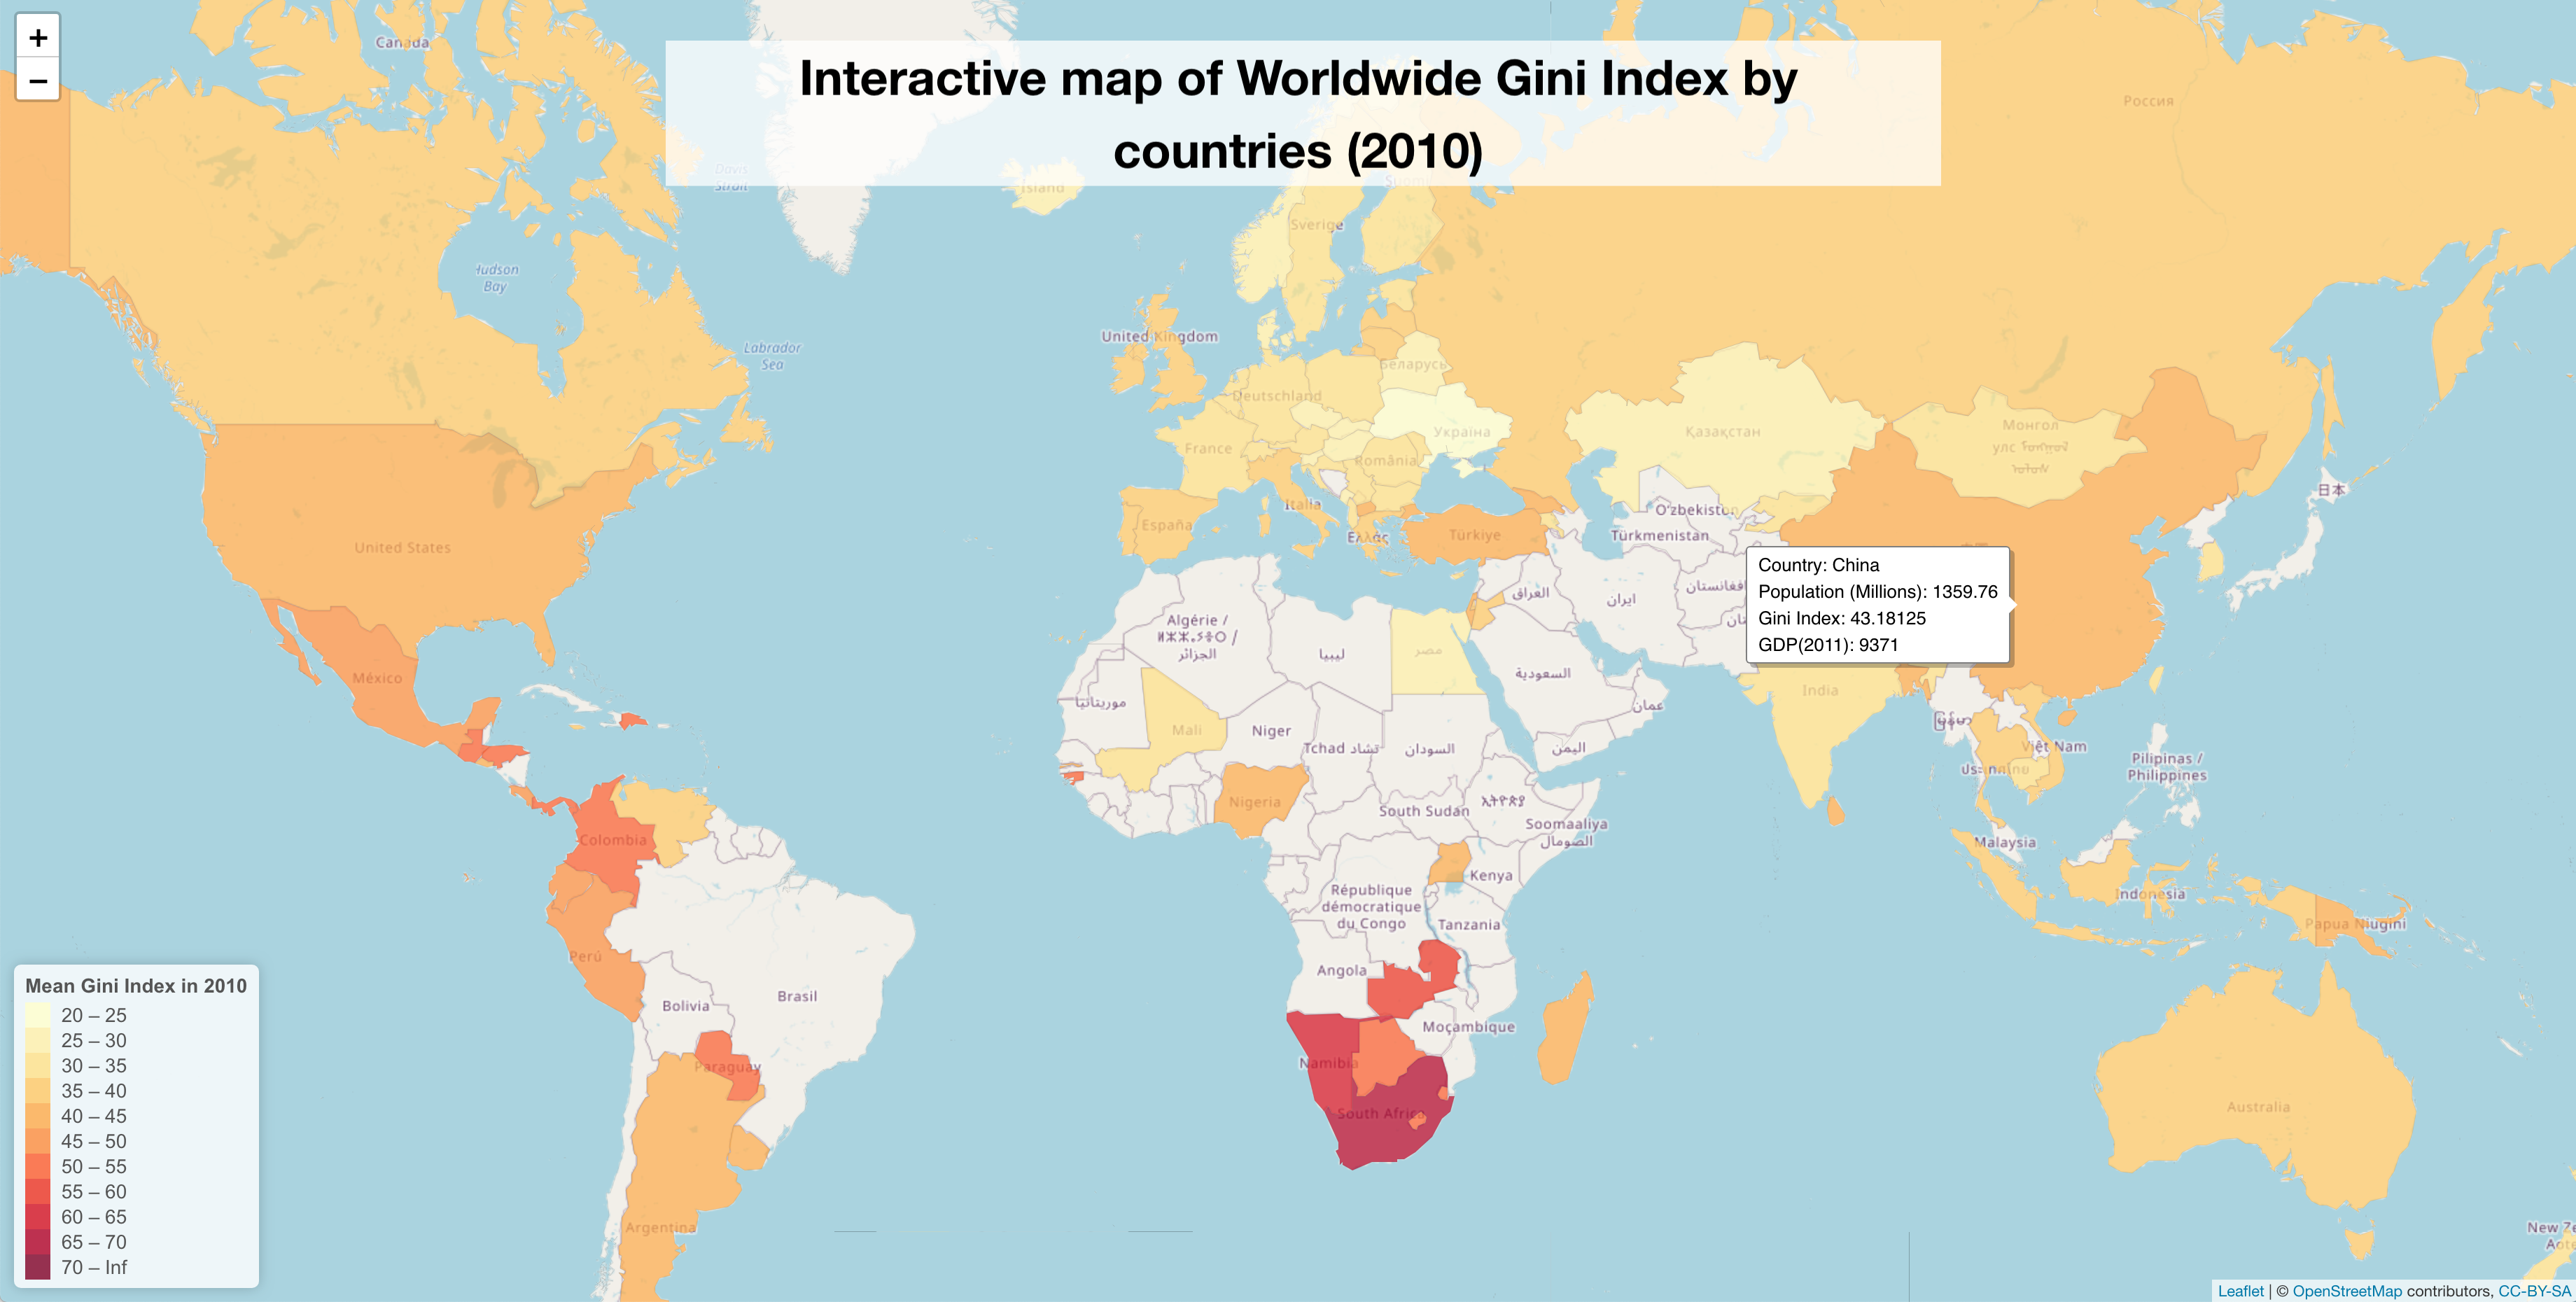 +
−
Interactive map of Worldwide Gini Index by
countries (2010)
Canada
Россия
Davis
Strait
Ísland
Suomi
Sverige
Hudson
Bay
United Kingdom
Labrador
Sea
Беларусь
Deutschland
Україна
Қазақстан
Монгол
улс
France
România
日本
Italia
O'zbekiston
España
Türkiye
Ελλάς
Türkmenistan
United States
Country: China
Population (Millions): 1359.76
Gini Index: 43.18125
GDP(2011): 9371
افغانستان
العراق
ایران
Algérie /
ⵍⵣⵣⴰⵢⴻⵔ /
الجزائر
ليبيا
مصر
السعودية
México
India
موريتانيا
عمان
Mali
Niger
Tchad تشاد
السودان
اليمن
Việt Nam
Pilipinas /
Philippines
Nigeria
South Sudan
Soomaaliya
الصومال
Colombia
Malaysia
Kenya
République
démocratique
du Congo
Indonesia
Tanzania
Papua Niugini
Perú
Angola
Brasil
Bolivia
Moçambique
Namibia
Paraguay
South Africa
Australia
Argentina
New Ze
Aote
Mean Gini Index in 2010
20 – 25
25 – 30
30 – 35
35 – 40
40 – 45
45 – 50
50 – 55
55 – 60
60 – 65
65 – 70
70 – Inf
Leaflet | © OpenStreetMap contributors, CC-BY-SA